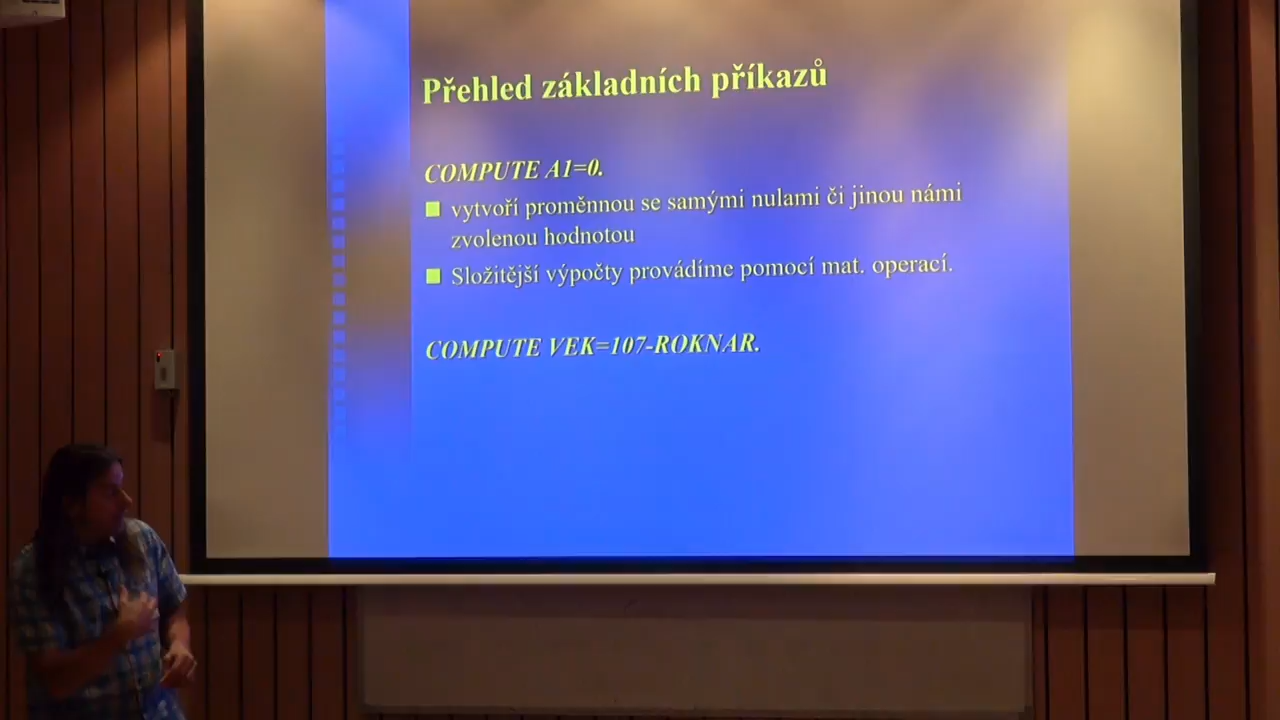 Přehled základních příkazů
COMPUTE A1=0.
vytvoří proměnnou se samými nulami či jinou námi
zvolenou hodnotou
Složitější výpočty provádíme pomocí mat. operací.
COMPUTE VEK=107-ROKNAR.